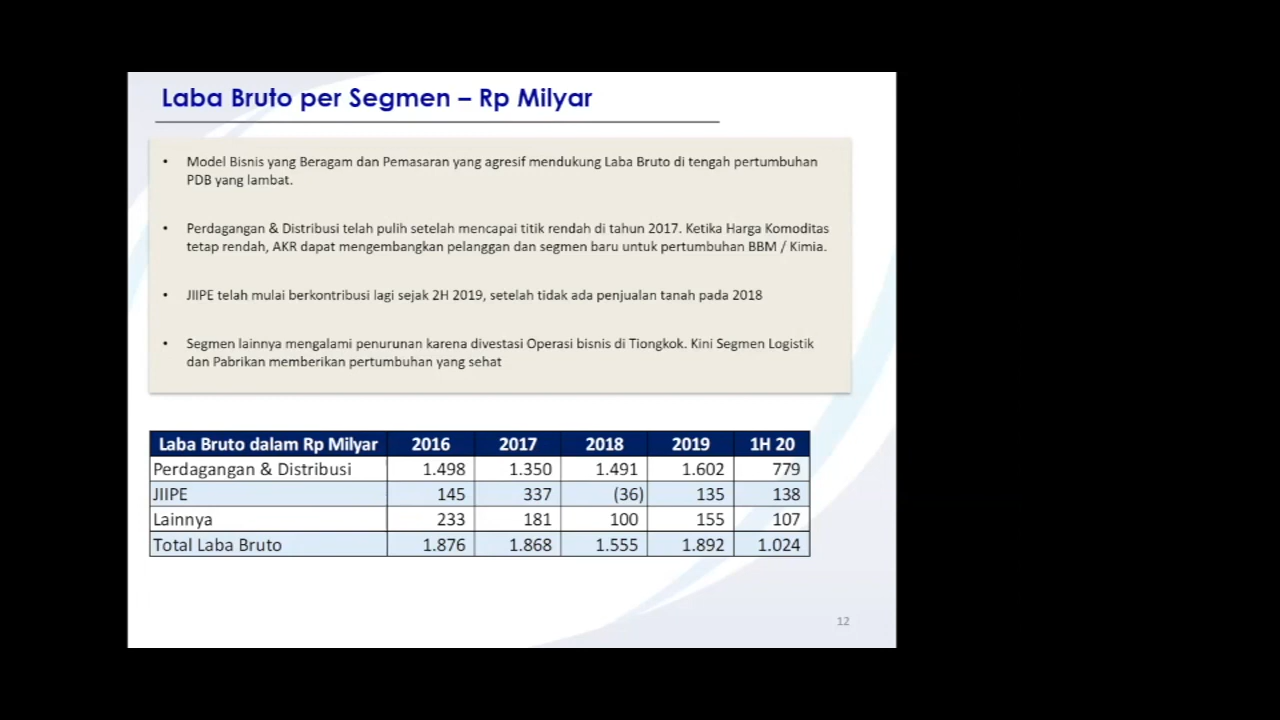 Laba Bruto per Segmen – Rp Milyar
• Model Bisnis yang Beragam dan Pemasaran yang agresif mendukung Laba Bruto di tengah pertumbuhan
PDB yang lambat.
• Perdagangan & Distribusi telah pulih setelah mencapai titik rendah di tahun 2017. Ketika Harga Komoditas
tetap rendah, AKR dapat mengembangkan pelanggan dan segmen baru untuk pertumbuhan BBM / Kimia.
• JIIPE telah mulai berkontribusi lagi sejak 2H 2019, setelah tidak ada penjualan tanah pada 2018
• Segmen lainnya mengalami penurunan karena divestasi Operasi bisnis di Tiongkok. Kini Segmen Logistik
dan Pabrikan memberikan pertumbuhan yang sehat
Laba Bruto dalam Rp Milyar 2016 2017 2018 2019 1H 20
Perdagangan & Distribusi 1.498 1.350 1.491 1.602 779
JIIPE 145 337 (36) 135 138
Lainnya 233 181 100 155 107
Total Laba Bruto 1.876 1.868 1.555 1.892 1.024
12